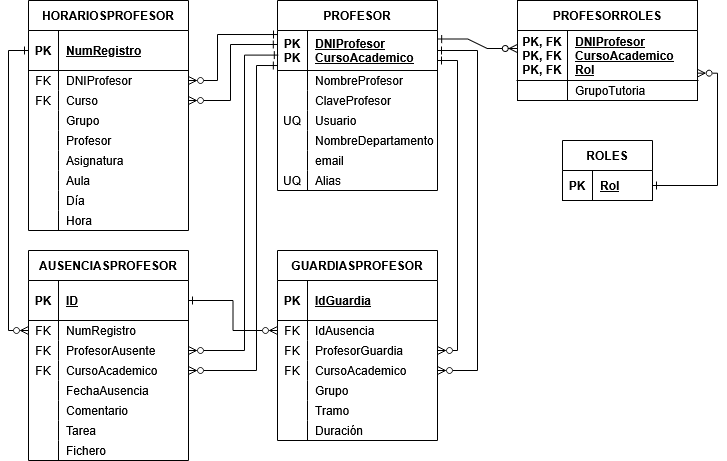 HORARIOSPROFESOR
PK NumRegistro
FK DNIProfesor
FK Curso
Grupo
Profesor
Asignatura
Aula
Día
Hora
PROFESOR
PK DNIProfesor
PK CursoAcademico
NombreProfesor
ClaveProfesor
UQ Usuario
NombreDepartamento
email
UQ Alias
PROFESORROLES
PK, FK DNIProfesor
PK, FK CursoAcademico
PK, FK Rol
GrupoTutoria
ROLES
PK Rol
AUSENCIASPROFESOR
PK ID
FK NumRegistro
FK ProfesorAusente
FK CursoAcademico
FechaAusencia
Comentario
Tarea
Fichero
GUARDIASPROFESOR
PK IdGuardia
FK IdAusencia
FK ProfesorGuardia
FK CursoAcademico
Grupo
Tramo
Duración